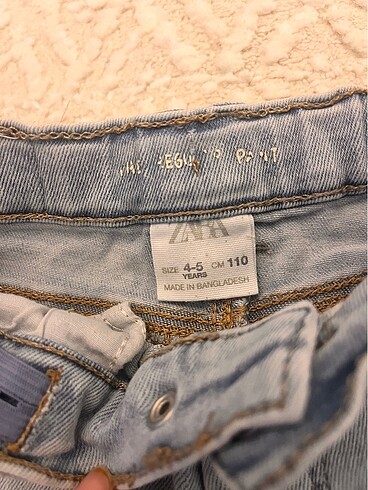 ZARA
SIZE 4-5 YEARS CM 110
MADE IN BANGLADESH